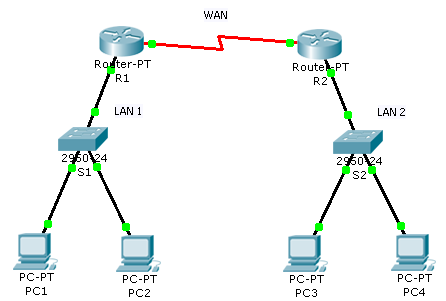 WAN
Router-PT
R1
Router-PT
R2
LAN 1
LAN 2
2950-24
S1
2950-24
S2
PC-PT
PC1
PC-PT
PC2
PC-PT
PC3
PC-PT
PC4